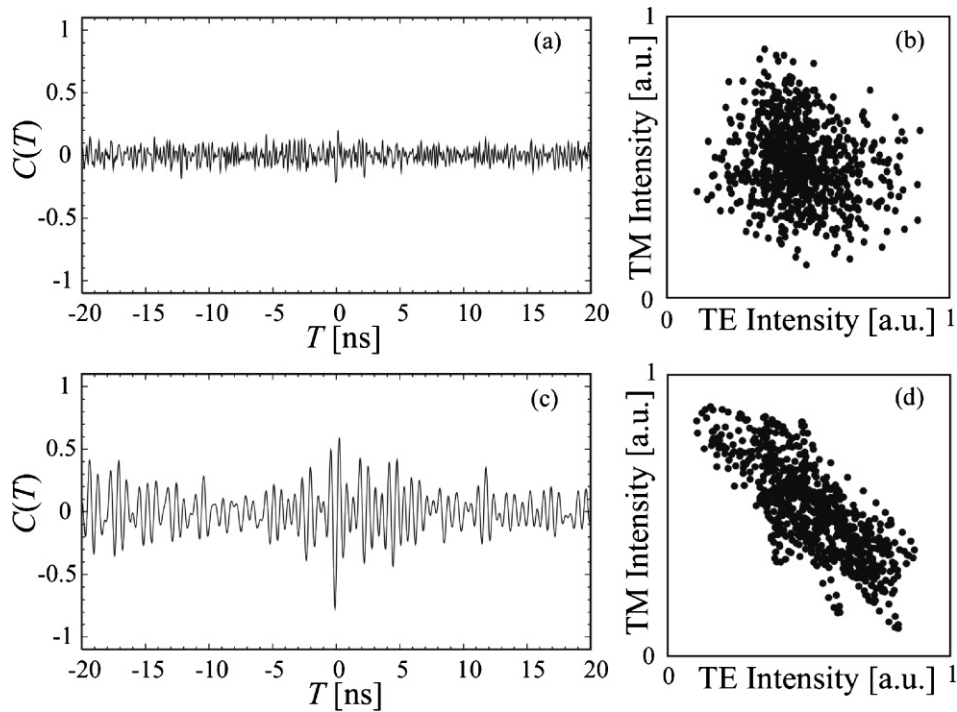 1
0.5
0
-0.5
-1
C(T)
(a)
-20 -15 -10 -5 0 5 10 15 20
T [ns]
1
TM Intensity [a.u.]
(b)
0
0 TE Intensity [a.u.] 1
1
0.5
0
-0.5
-1
C(T)
(c)
-20 -15 -10 -5 0 5 10 15 20
T [ns]
1
TM Intensity [a.u.]
(d)
0
0 TE Intensity [a.u.] 1